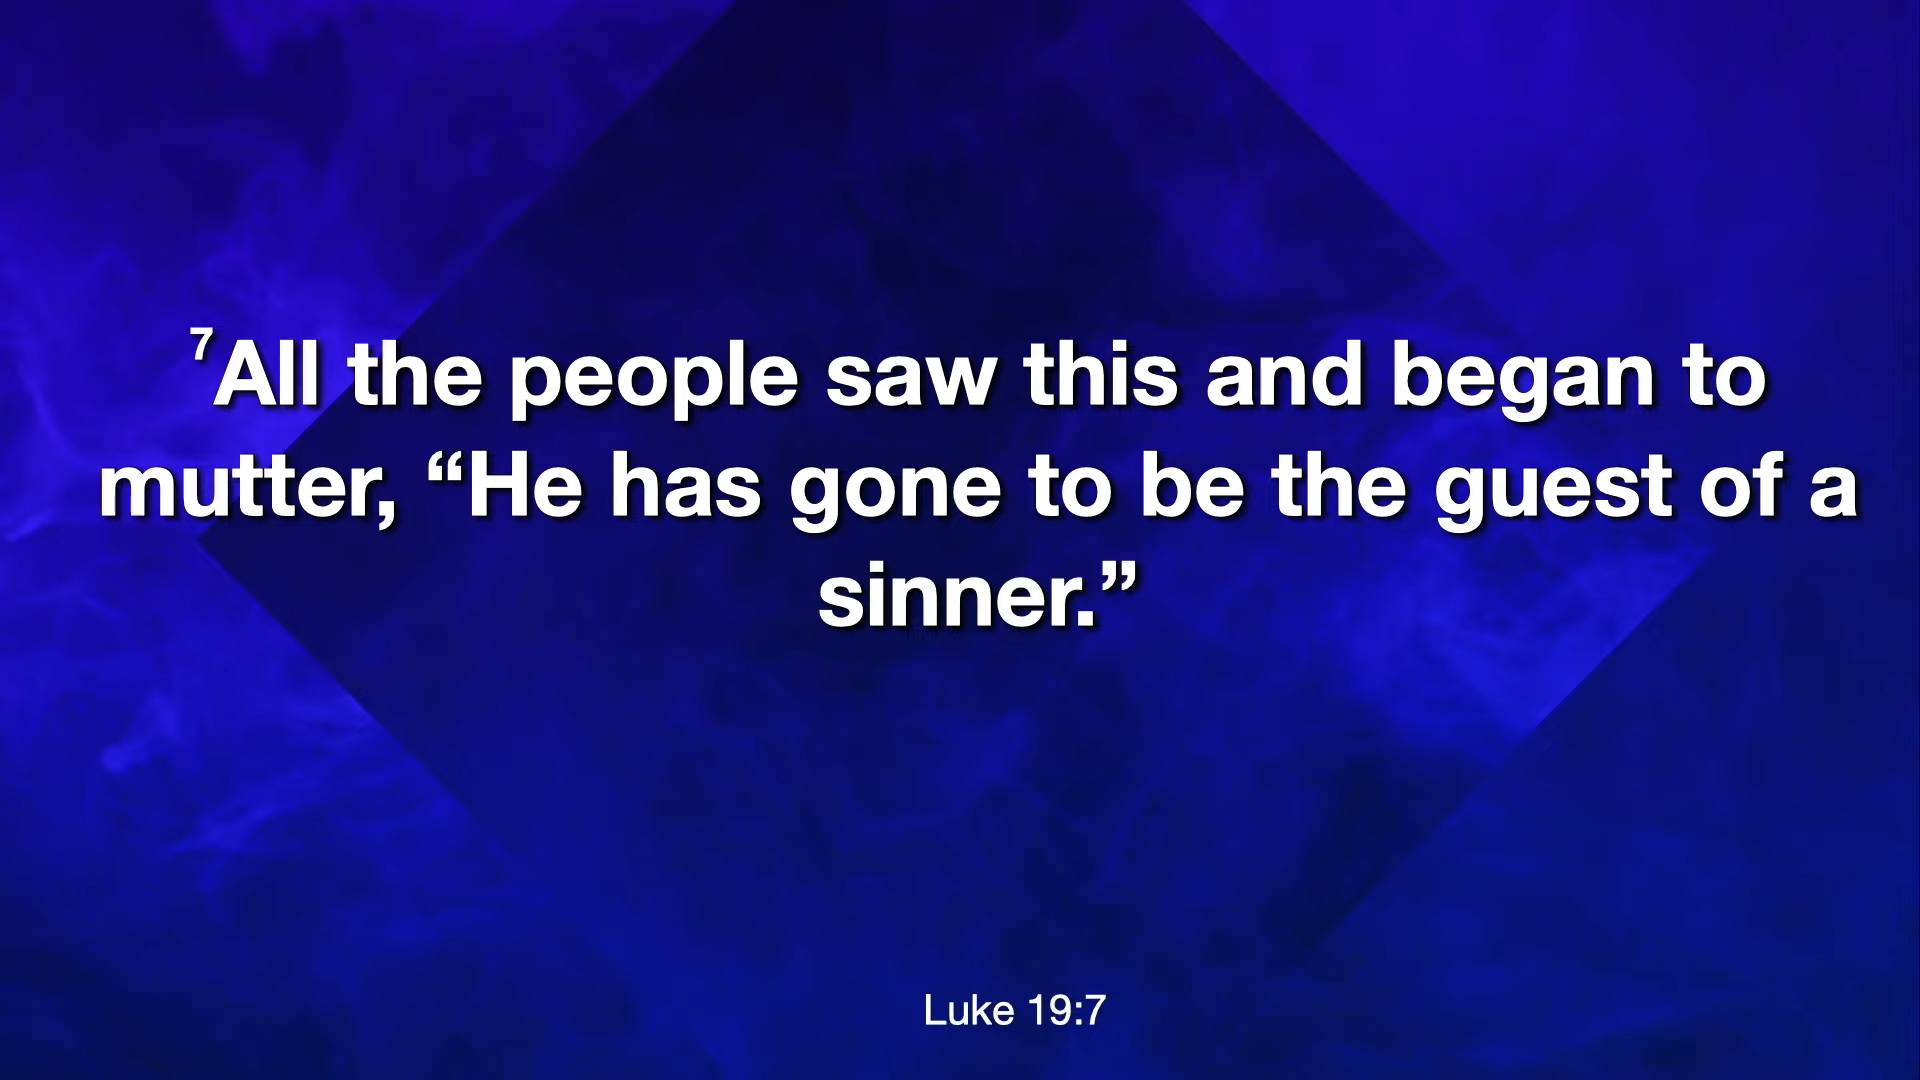 ⁷All the people saw this and began to
mutter, “He has gone to be the guest of a
sinner.”
Luke 19:7